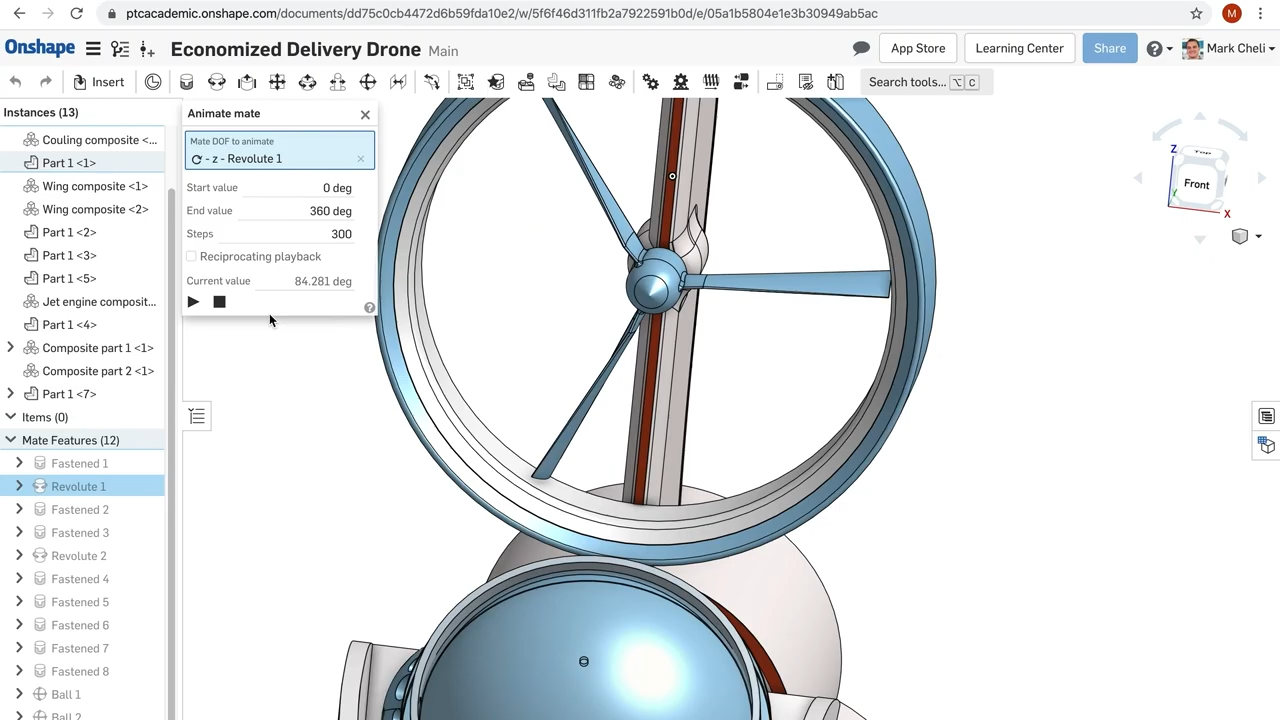 ptcacademic.onshape.com/documents/dd75c0cb4472d6b59fda10e2/w/5f6f46d311fb2a7922591b0d/e/05a1b5804e1e3b30949ab5ac
M
Onshape
Economized Delivery Drone Main
App Store
Learning Center
Share
Mark Cheli
Insert
Search tools... ⌥ C
Instances (13)
Couling composite <...
Part 1 <1>
Wing composite <1>
Wing composite <2>
Part 1 <2>
Part 1 <3>
Part 1 <5>
Jet engine composit...
Part 1 <4>
Composite part 1 <1>
Composite part 2 <1>
Part 1 <7>
Items (0)
Mate Features (12)
Fastened 1
Revolute 1
Fastened 2
Fastened 3
Revolute 2
Fastened 4
Fastened 5
Fastened 6
Fastened 7
Fastened 8
Ball 1
Ball 2
Animate mate
Mate DOF to animate
- z - Revolute 1
Start value 0 deg
End value 360 deg
Steps 300
Reciprocating playback
Current value 84.281 deg
Top
Z
Front
Y
X